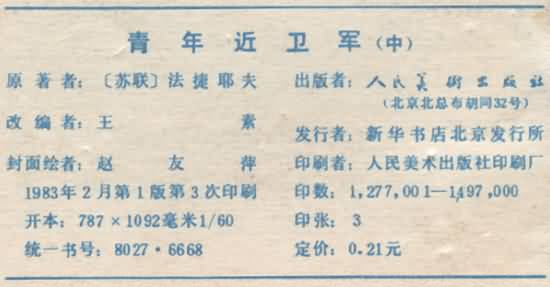 青年近卫军(中)
原著者:〔苏联〕法捷耶夫
改编者:王素
封面绘者:赵友萍
1983年2月第1版第3次印刷
开本:787×1092毫米1/60
统一书号:8027·6668
出版者:人民美术出版社
(北京北总布胡同32号)
发行者:新华书店北京发行所
印刷者:人民美术出版社印刷厂
印数:1,277,001—1,497,000
印张:3
定价:0.21元